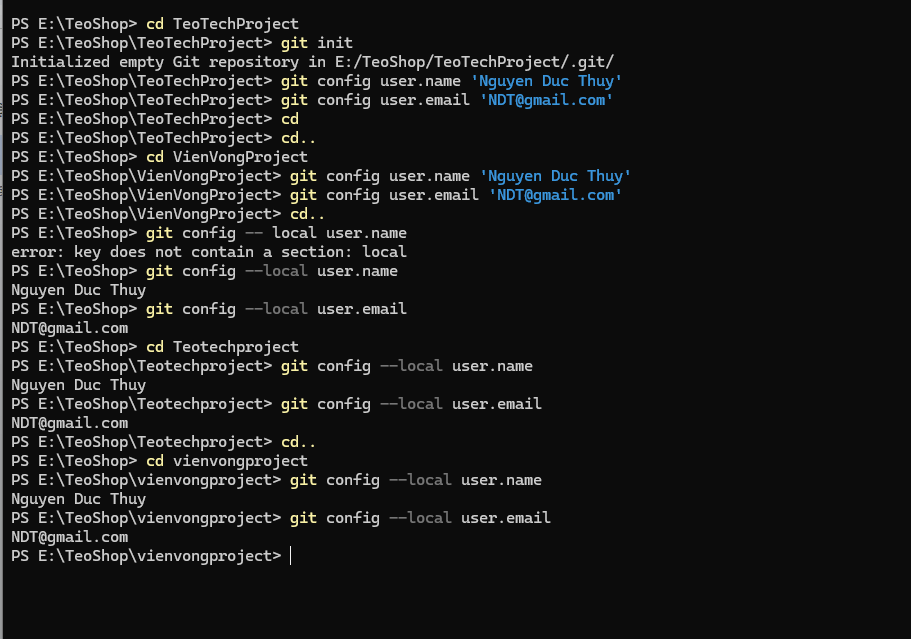 PS E:\TeoShop> cd TeoTechProject
PS E:\TeoShop\TeoTechProject> git init
Initialized empty Git repository in E:/TeoShop/TeoTechProject/.git/
PS E:\TeoShop\TeoTechProject> git config user.name 'Nguyen Duc Thuy'
PS E:\TeoShop\TeoTechProject> git config user.email 'NDT@gmail.com'
PS E:\TeoShop\TeoTechProject> cd
PS E:\TeoShop\TeoTechProject> cd..
PS E:\TeoShop> cd VienVongProject
PS E:\TeoShop\VienVongProject> git config user.name 'Nguyen Duc Thuy'
PS E:\TeoShop\VienVongProject> git config user.email 'NDT@gmail.com'
PS E:\TeoShop\VienVongProject> cd..
PS E:\TeoShop> git config -- local user.name
error: key does not contain a section: local
PS E:\TeoShop> git config --local user.name
Nguyen Duc Thuy
PS E:\TeoShop> git config --local user.email
NDT@gmail.com
PS E:\TeoShop> cd Teotechproject
PS E:\TeoShop\Teotechproject> git config --local user.name
Nguyen Duc Thuy
PS E:\TeoShop\Teotechproject> git config --local user.email
NDT@gmail.com
PS E:\TeoShop\Teotechproject> cd..
PS E:\TeoShop> cd vienvongproject
PS E:\TeoShop\vienvongproject> git config --local user.name
Nguyen Duc Thuy
PS E:\TeoShop\vienvongproject> git config --local user.email
NDT@gmail.com
PS E:\TeoShop\vienvongproject>